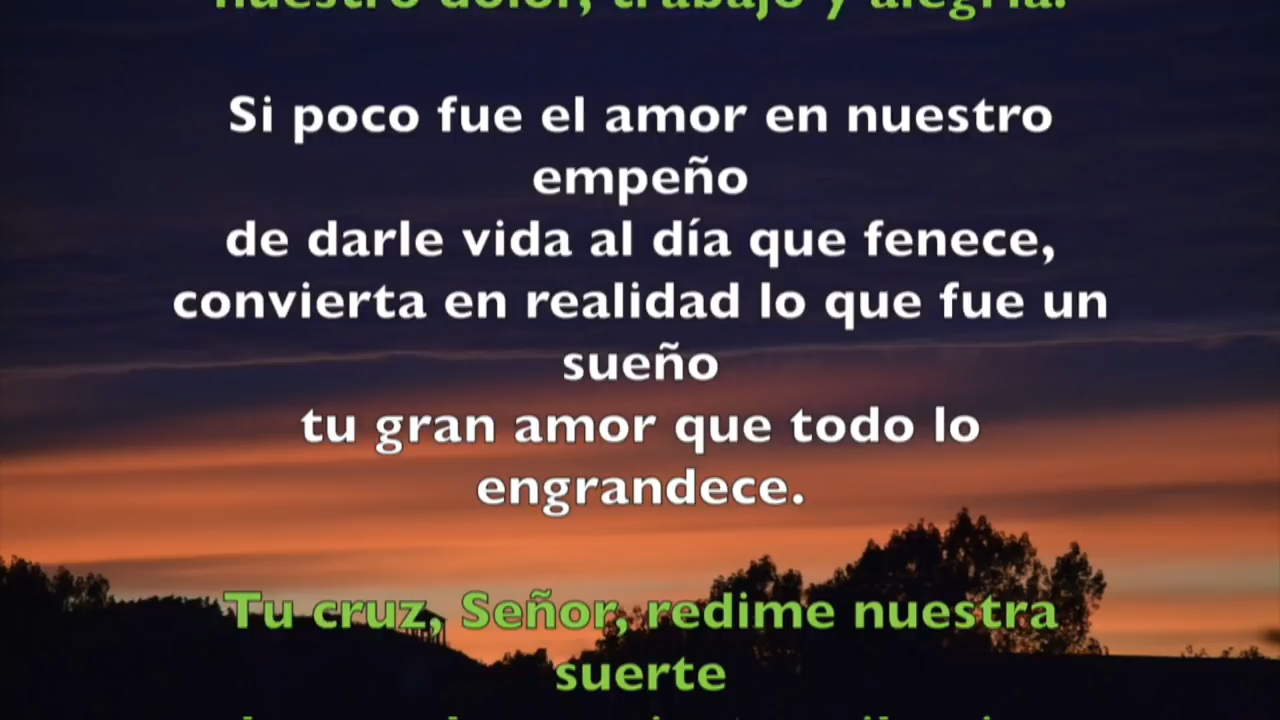 nuestro dolor, trabajo y alegría.
Si poco fue el amor en nuestro
empeño
de darle vida al día que fenece,
convierta en realidad lo que fue un
sueño
tu gran amor que todo lo
engrandece.
Tu cruz, Señor, redime nuestra
suerte